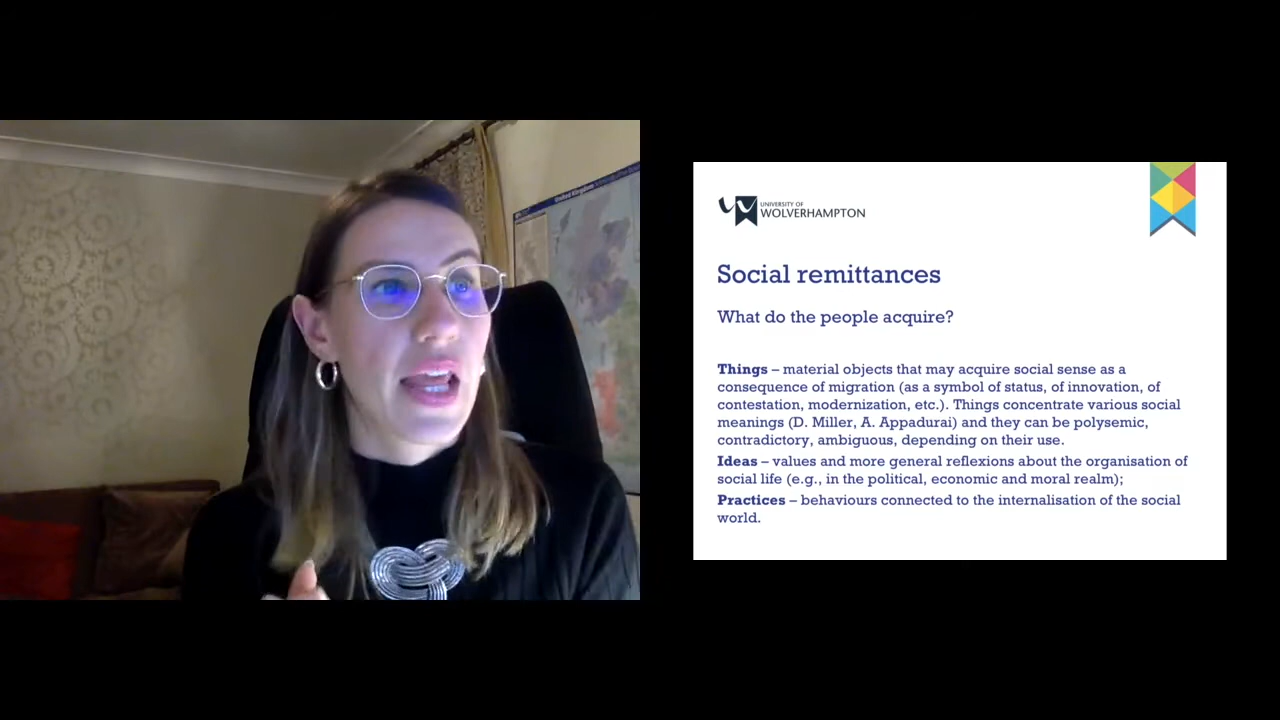 United Kingdom
UNIVERSITY OF
WOLVERHAMPTON
Social remittances
What do the people acquire?
Things – material objects that may acquire social sense as a
consequence of migration (as a symbol of status, of innovation, of
contestation, modernization, etc.). Things concentrate various social
meanings (D. Miller, A. Appadurai) and they can be polysemic,
contradictory, ambiguous, depending on their use.
Ideas – values and more general reflexions about the organisation of
social life (e.g., in the political, economic and moral realm);
Practices – behaviours connected to the internalisation of the social
world.